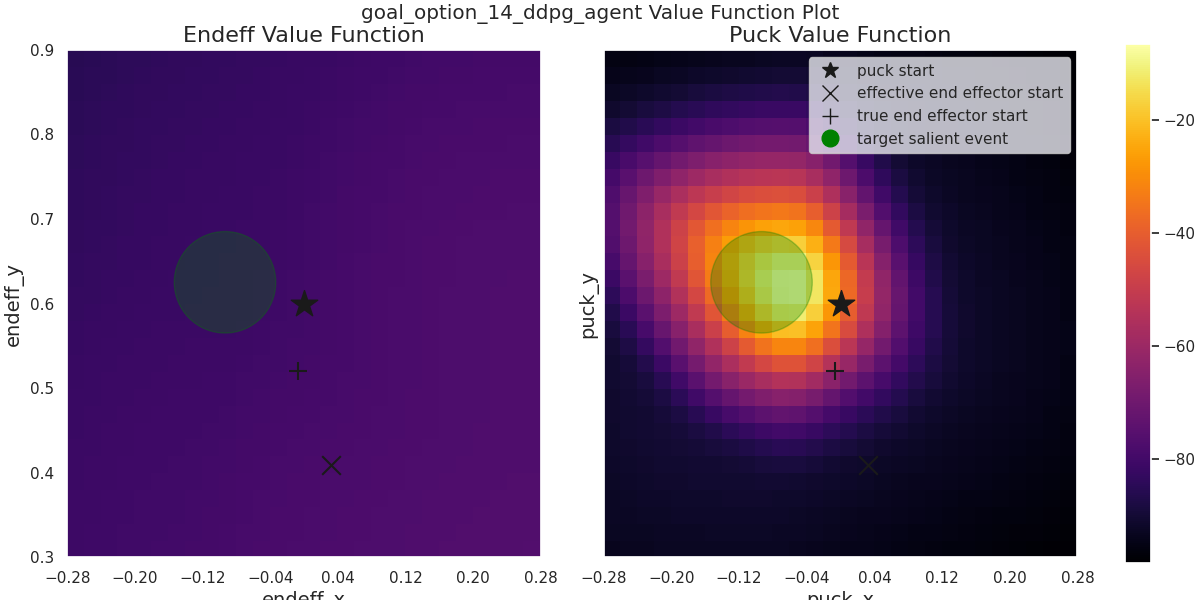 goal_option_14_ddpg_agent Value Function Plot
Endeff Value Function
Puck Value Function
0.9
0.8
0.7
0.6
0.5
0.4
0.3
endeff_y
−0.28 −0.20 −0.12 −0.04 0.04 0.12 0.20 0.28
endeff_x
puck_y
puck start
effective end effector start
true end effector start
target salient event
−0.28 −0.20 −0.12 −0.04 0.04 0.12 0.20 0.28
puck_x
−20
−40
−60
−80